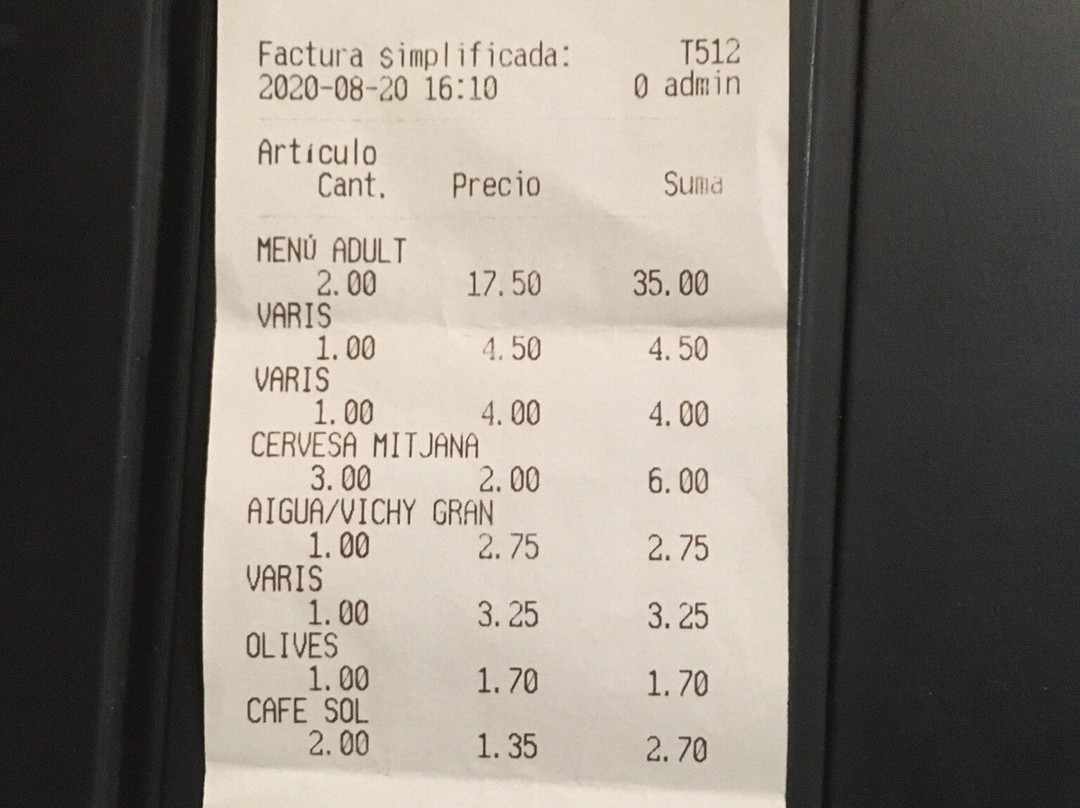 Factura simplificada: T512
2020-08-20 16:10 0 admin
Artículo
Cant. Precio Suma
MENÚ ADULT
2.00 17.50 35.00
VARIS
1.00 4.50 4.50
VARIS
1.00 4.00 4.00
CERVESA MITJANA
3.00 2.00 6.00
AIGUA/VICHY GRAN
1.00 2.75 2.75
VARIS
1.00 3.25 3.25
OLIVES
1.00 1.70 1.70
CAFE SOL
2.00 1.35 2.70